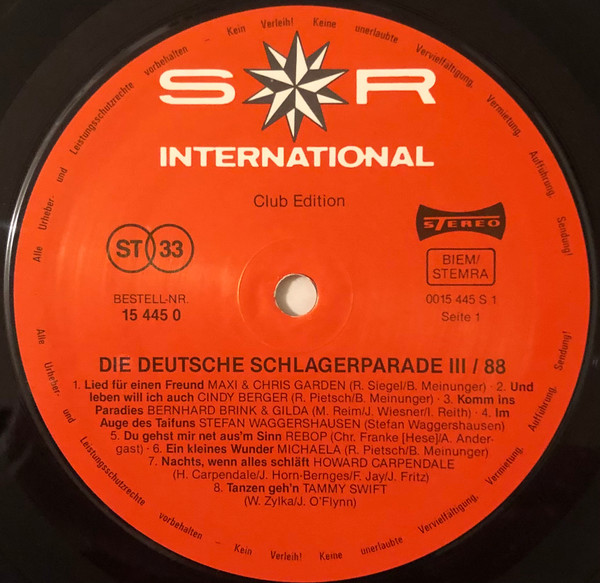 Alle Urheber- und Leistungsschutzrechte vorbehalten - Kein Verleih! Keine unerlaubte Vervielfältigung, Vermietung, Aufführung, Sendung!
S R
INTERNATIONAL
Club Edition
ST 33
STEREO
BIEM/
STEMRA
BESTELL-NR.
15 445 0
0015 445 S 1
Seite 1
DIE DEUTSCHE SCHLAGERPARADE III / 88
1. Lied für einen Freund MAXI & CHRIS GARDEN (R. Siegel/B. Meinunger) · 2. Und
leben will ich auch CINDY BERGER (R. Pietsch/B. Meinunger) · 3. Komm ins
Paradies BERNHARD BRINK & GILDA (M. Reim/J. Wiesner/I. Reith) · 4. Im
Auge des Taifuns STEFAN WAGGERSHAUSEN (Stefan Waggershausen)
5. Du gehst mir net aus'm Sinn REBOP (Chr. Franke [Hese]/A. Ander-
gast) · 6. Ein kleines Wunder MICHAELA (R. Pietsch/B. Meinunger)
7. Nachts, wenn alles schläft HOWARD CARPENDALE
(H. Carpendale/J. Horn-Bernges/F. Jay/J. Fritz)
8. Tanzen geh'n TAMMY SWIFT
(W. Zylka/J. O'Flynn)
Alle Urheber- und Leistungsschutzrechte vorbehalten - Kein Verleih! Keine unerlaubte Vervielfältigung, Vermietung, Aufführung, Sendung!